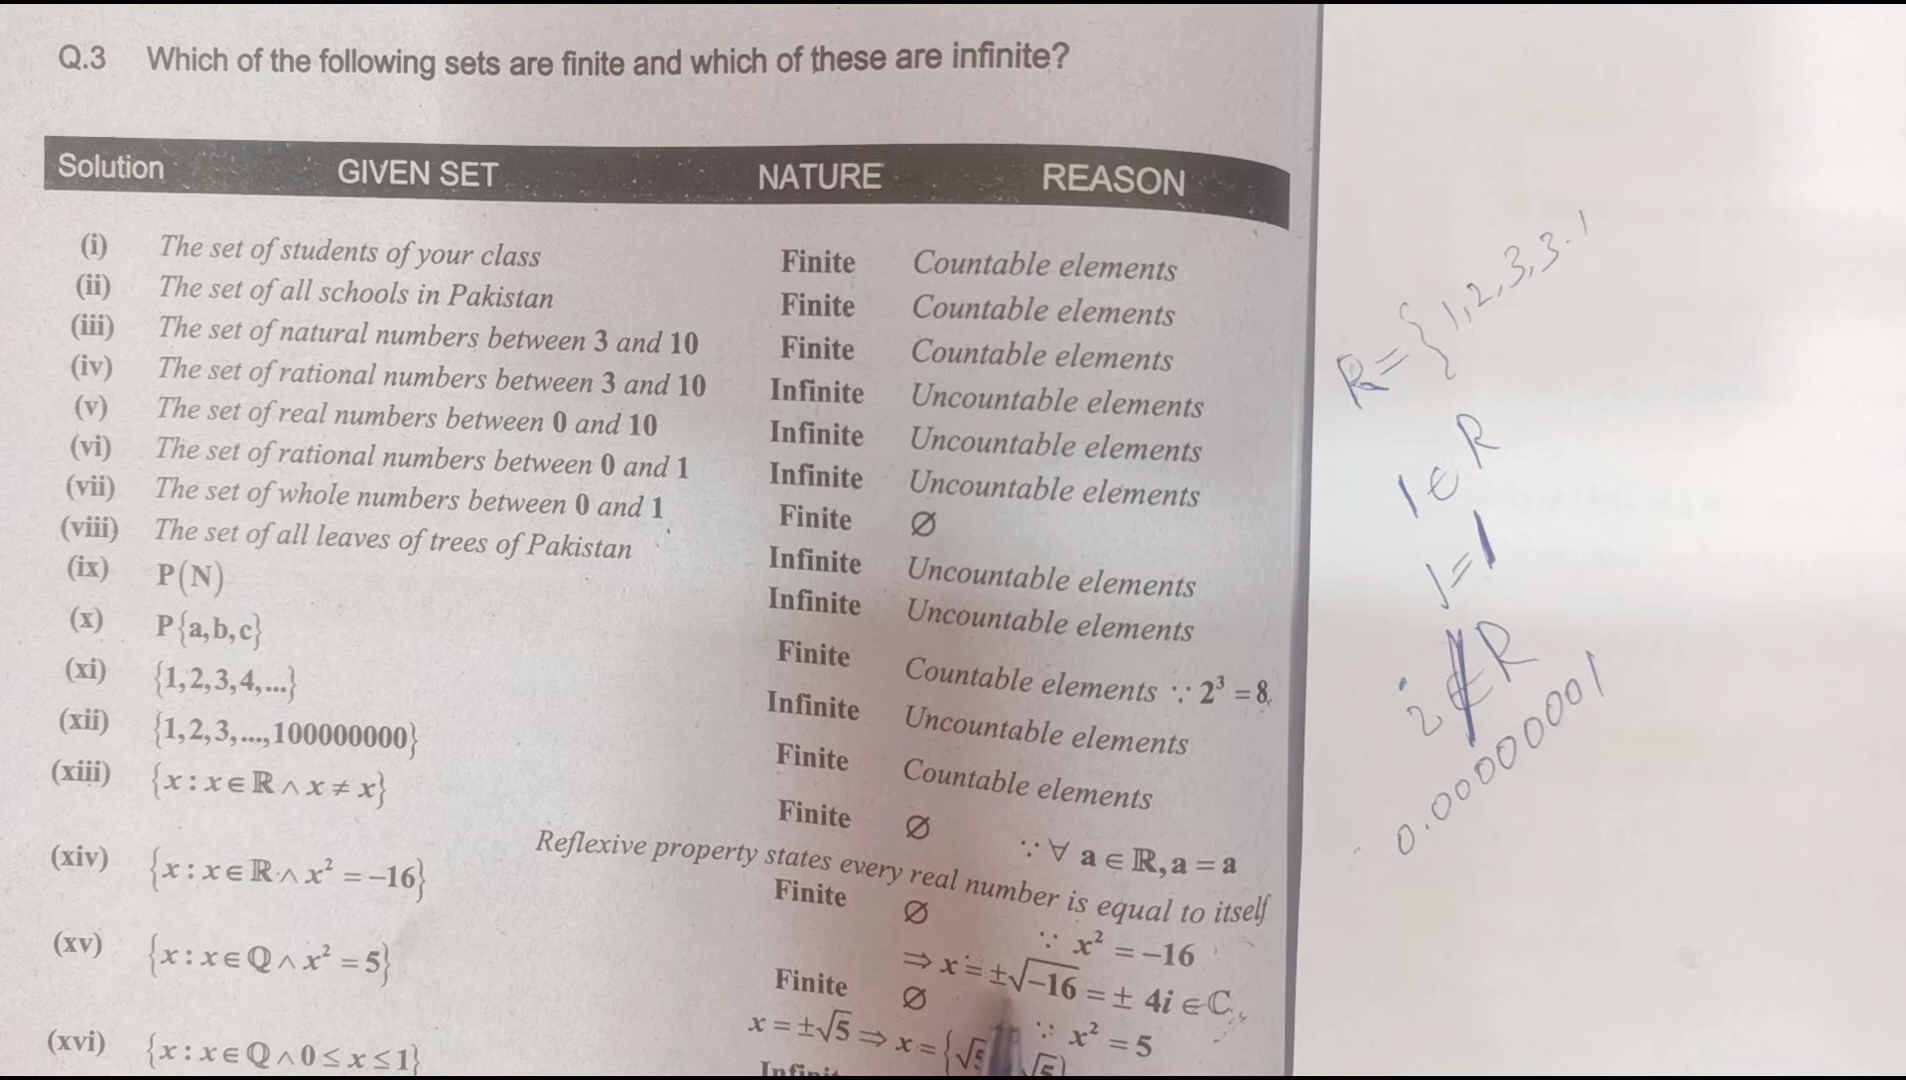 Q.3 Which of the following sets are finite and which of these are infinite?
Solution GIVEN SET NATURE REASON
(i) The set of students of your class Finite Countable elements
(ii) The set of all schools in Pakistan Finite Countable elements
(iii) The set of natural numbers between 3 and 10 Finite Countable elements
(iv) The set of rational numbers between 3 and 10 Infinite Uncountable elements
(v) The set of real numbers between 0 and 10 Infinite Uncountable elements
(vi) The set of rational numbers between 0 and 1 Infinite Uncountable elements
(vii) The set of whole numbers between 0 and 1 Finite ∅
(viii) The set of all leaves of trees of Pakistan Infinite Uncountable elements
(ix) P(N) Infinite Uncountable elements
(x) P{a,b,c} Finite Countable elements ∵ 2³ = 8
(xi) {1,2,3,4,...} Infinite Uncountable elements
(xii) {1,2,3,...,100000000} Finite Countable elements
(xiii) {x : x ∈ ℝ ∧ x ≠ x} Finite ∅ ∵ ∀ a ∈ ℝ, a = a
Reflexive property states every real number is equal to itself
(xiv) {x : x ∈ ℝ ∧ x² = −16} Finite ∅ ∵ x² = −16
⇒ x = ±√−16 = ± 4i ∈ ℂ
(xv) {x : x ∈ ℚ ∧ x² = 5} Finite ∅ ∵ x² = 5
x = ±√5 ⇒ x = {√5 √5}
(xvi) {x : x ∈ ℚ ∧ 0 ≤ x ≤ 1}
R = {1,2,3,3.1
1 ∈ R
1 = 1
2 ∉ R
0.000000001